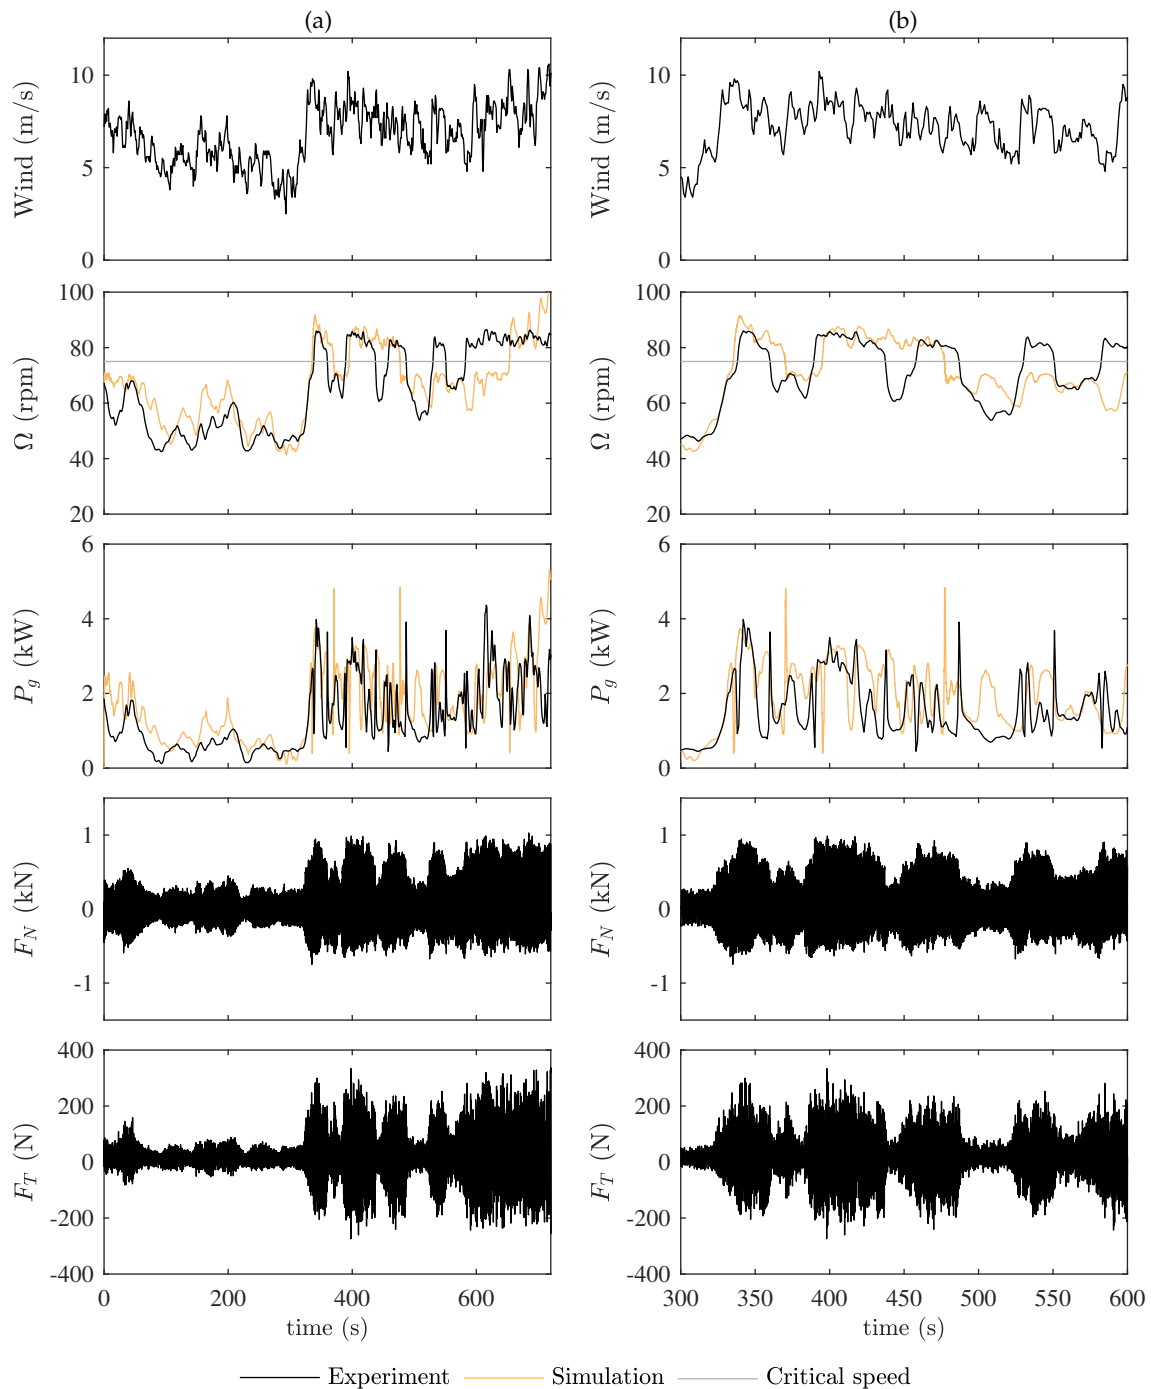 (a) (b)
Wind (m/s)
10
5
0
Wind (m/s)
10
5
0
Ω (rpm)
100
80
60
40
20
Ω (rpm)
100
80
60
40
20
P_g (kW)
6
4
2
0
P_g (kW)
6
4
2
0
F_N (kN)
1
0
-1
F_N (kN)
1
0
-1
F_T (N)
400
200
0
-200
-400
F_T (N)
400
200
0
-200
-400
0 200 400 600
300 350 400 450 500 550 600
time (s) time (s)
Experiment Simulation Critical speed